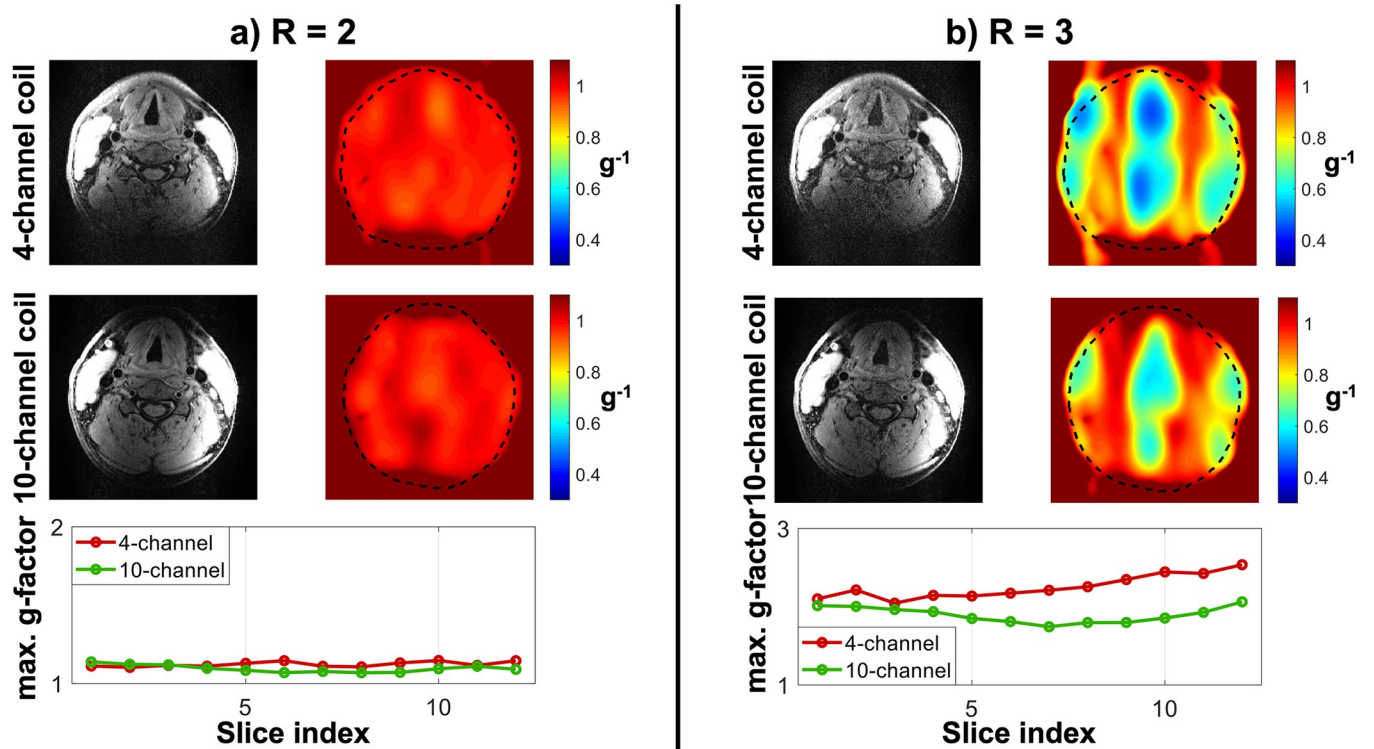 a) R = 2
4-channel coil
1
0.8
0.6
0.4
g⁻¹
10-channel coil
1
0.8
0.6
0.4
g⁻¹
max. g-factor
2
1
4-channel
10-channel
5
10
Slice index
b) R = 3
4-channel coil
1
0.8
0.6
0.4
g⁻¹
10-channel coil
1
0.8
0.6
0.4
g⁻¹
max. g-factor
3
1
4-channel
10-channel
5
10
Slice index